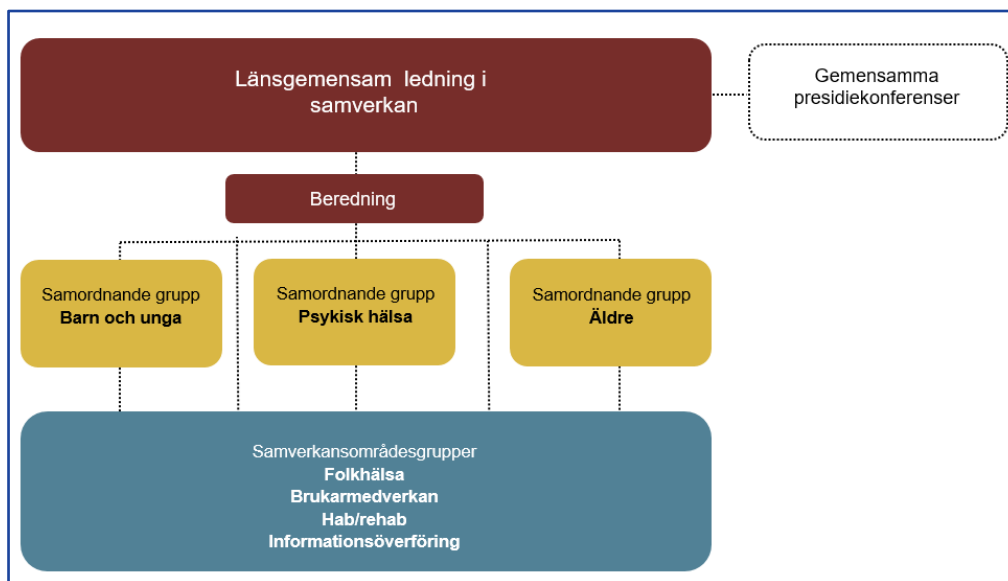 Länsgemensam ledning i
samverkan
Gemensamma
presidiekonferenser
Beredning
Samordnande grupp
Barn och unga
Samordnande grupp
Psykisk hälsa
Samordnande grupp
Äldre
Samverkansområdesgrupper
Folkhälsa
Brukarmedverkan
Hab/rehab
Informationsöverföring